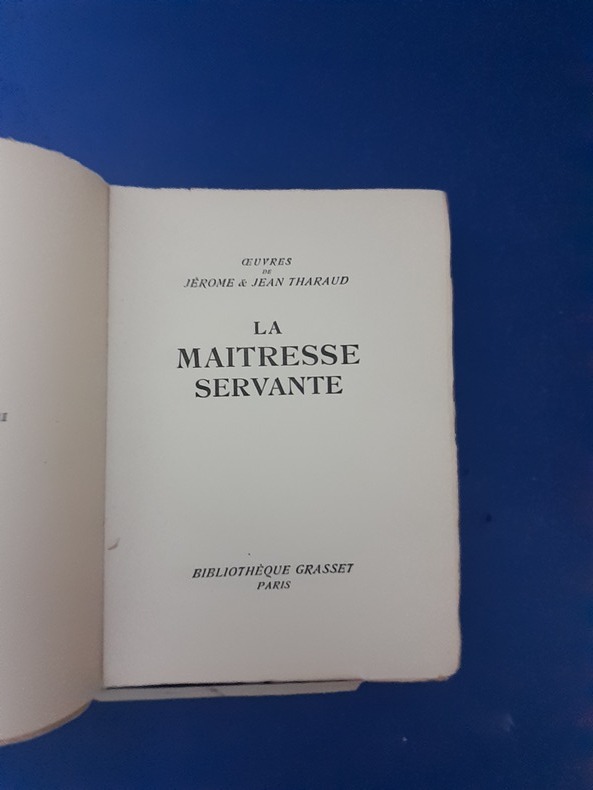 ŒUVRES
DE
JÉROME & JEAN THARAUD
LA
MAITRESSE
SERVANTE
BIBLIOTHÈQUE GRASSET
PARIS